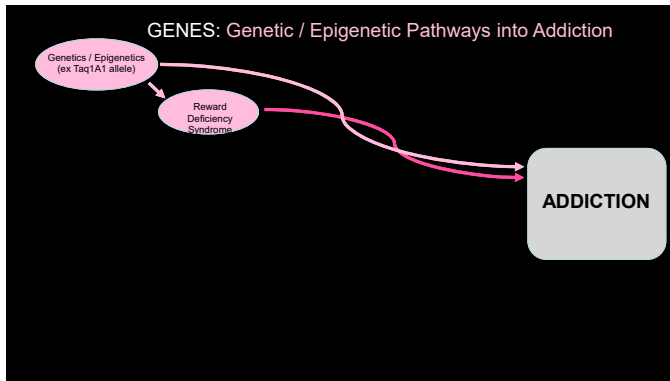 GENES: Genetic / Epigenetic Pathways into Addiction
Genetics / Epigenetics
(ex Taq1A1 allele)
Reward
Deficiency
Syndrome
ADDICTION